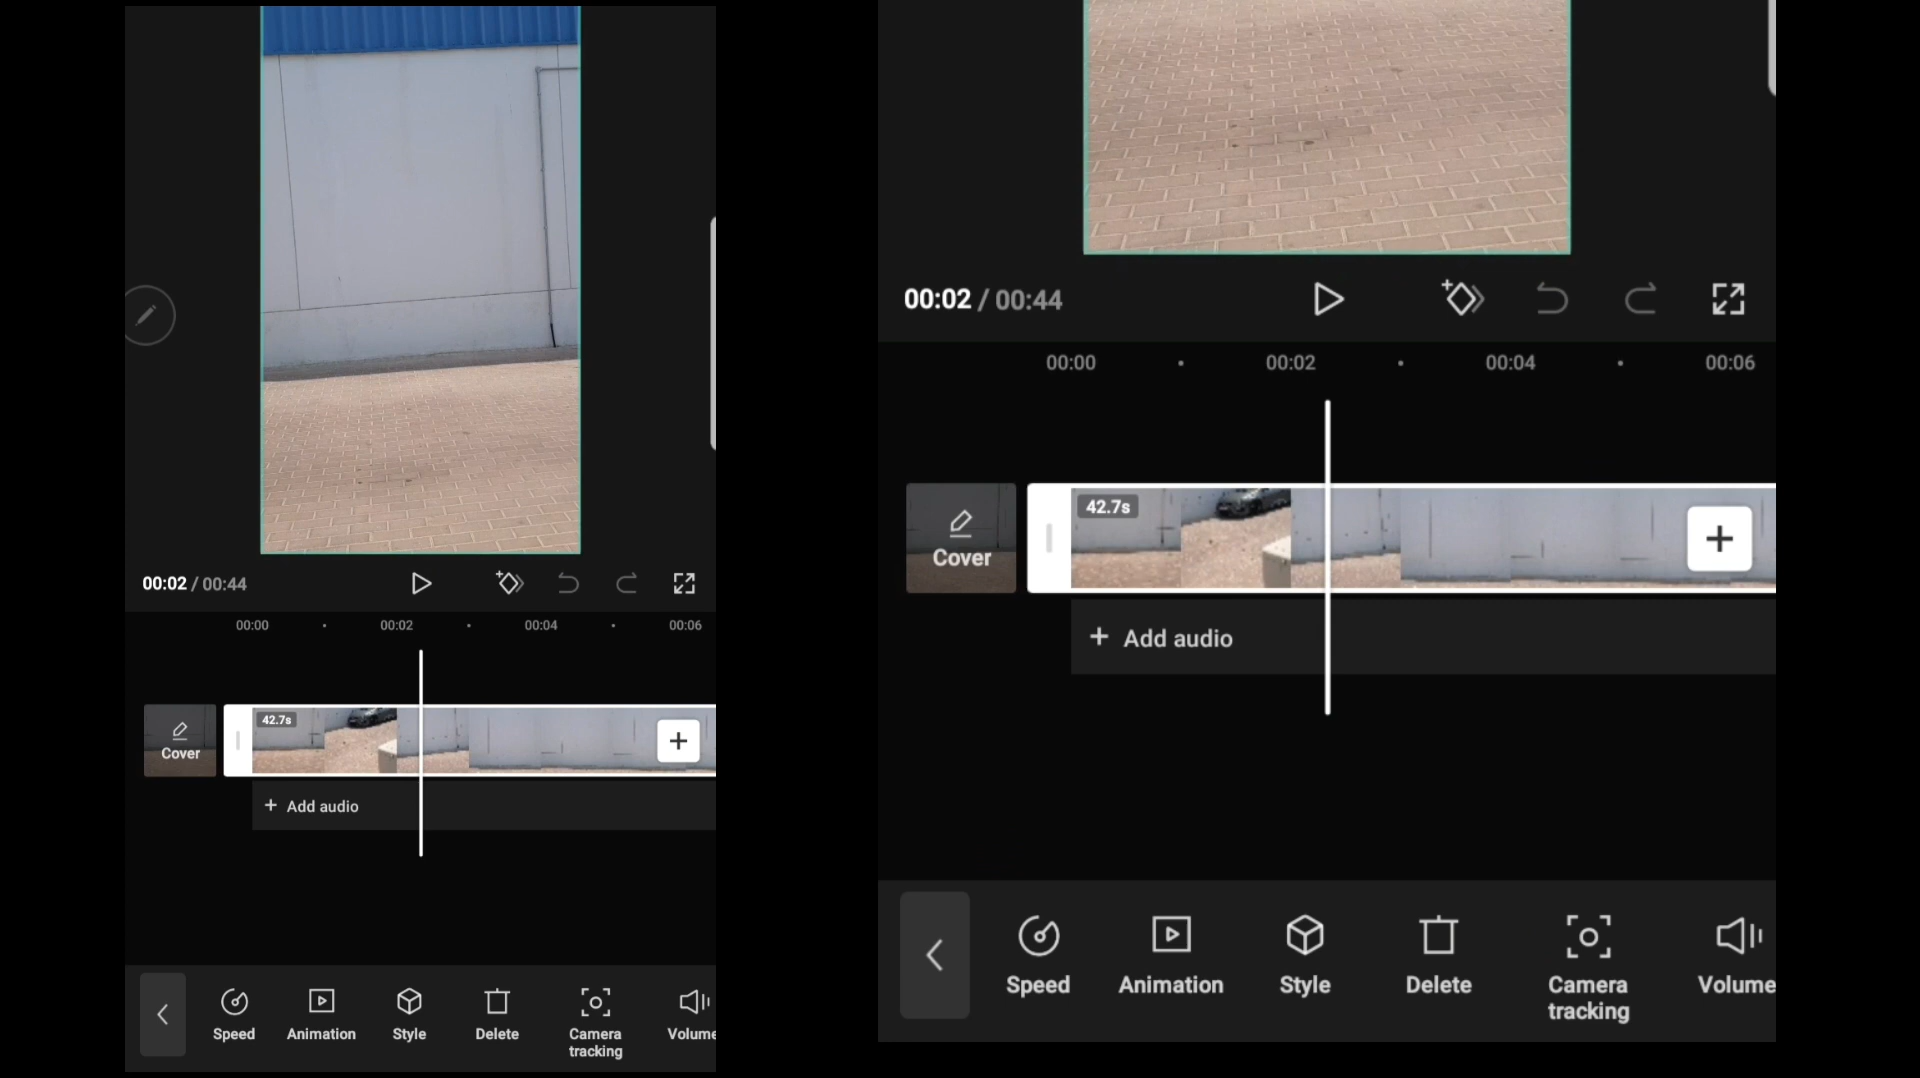 00:02 / 00:44
00:00 00:02 00:04 00:06
42.7s
Cover
+ Add audio
Speed Animation Style Delete Camera tracking Volume
00:02 / 00:44
00:00 00:02 00:04 00:06
42.7s
Cover
+ Add audio
Speed Animation Style Delete Camera tracking Volume